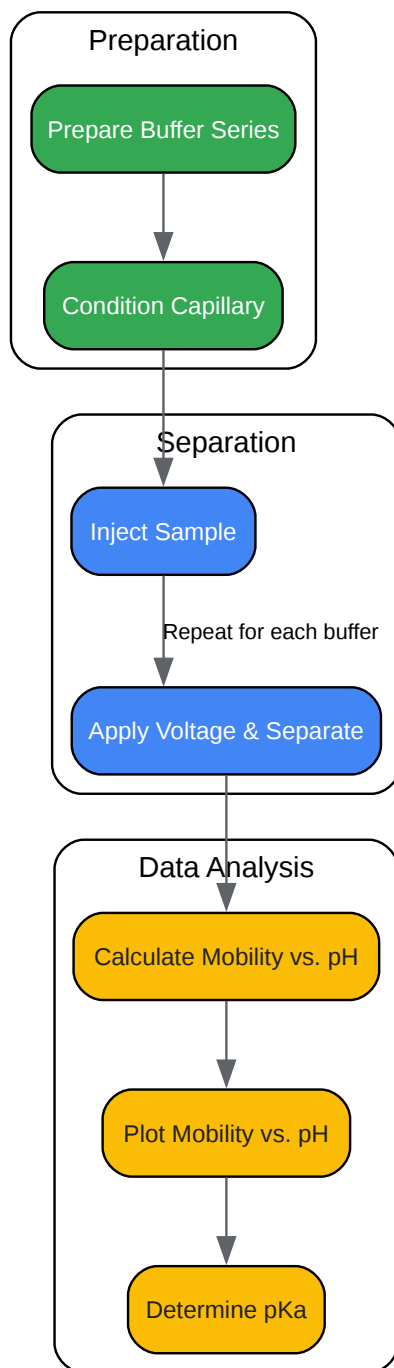 Preparation
Prepare Buffer Series
Condition Capillary
Separation
Inject Sample
Repeat for each buffer
Apply Voltage & Separate
Data Analysis
Calculate Mobility vs. pH
Plot Mobility vs. pH
Determine pKa